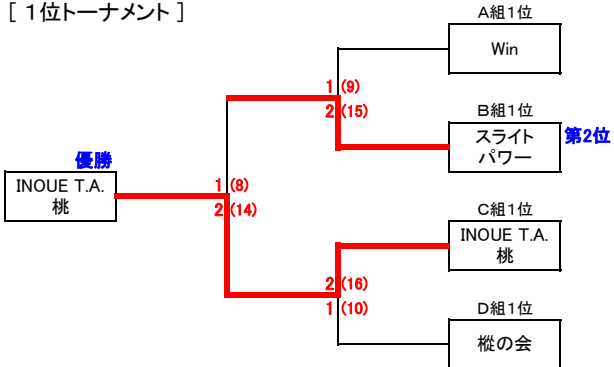 [ 1位トーナメント ]
A組1位
Win
1 (9)
2 (15)
B組1位
スライト
パワー
第2位
優勝
INOUE T.A.
桃
1 (8)
2 (14)
C組1位
INOUE T.A.
桃
2 (16)
1 (10)
D組1位
樅の会